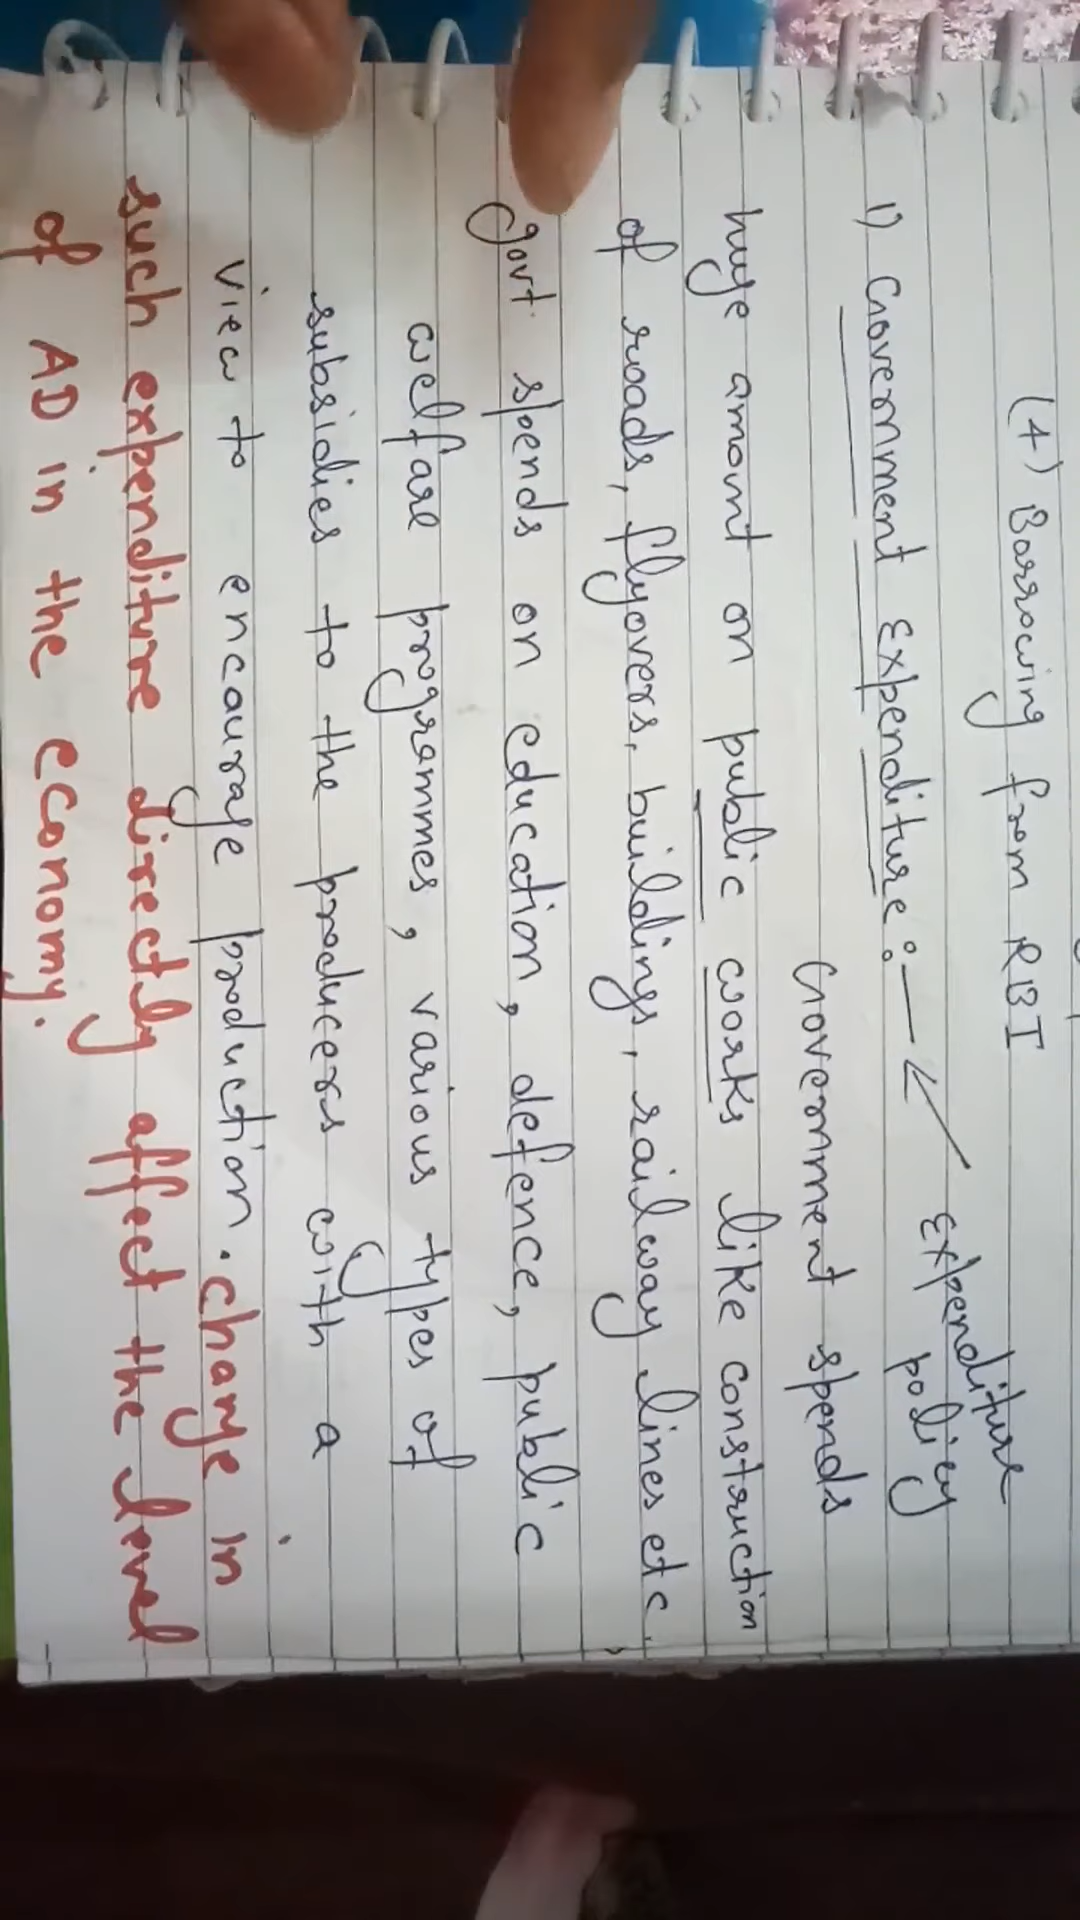 (4) Borrowing from RBI
Expenditure
policy
1) Government Expenditure :—
Government spends
huge amount on public works like construction
of roads, flyovers, buildings, railway lines etc.
govt. spends on education, defence, public
welfare programmes, various types of
subsidies to the producers with a
view to encourage production. change in
such expenditure directly affect the level
of AD in the economy.